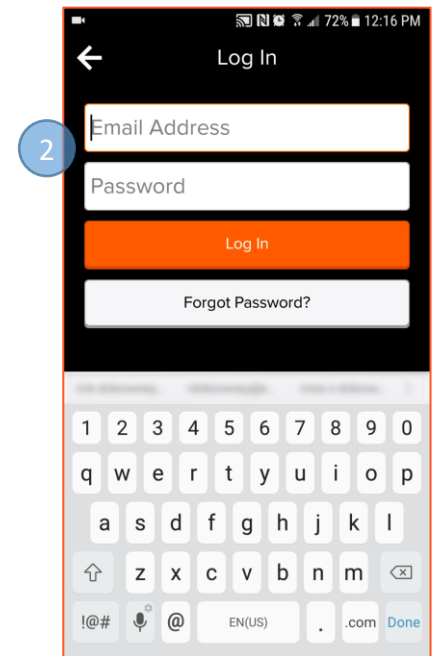 72% 12:16 PM
Log In
Email Address
2
Password
Log In
Forgot Password?
1 2 3 4 5 6 7 8 9 0
q w e r t y u i o p
a s d f g h j k l
z x c v b n m
!@# @ EN(US) . .com Done